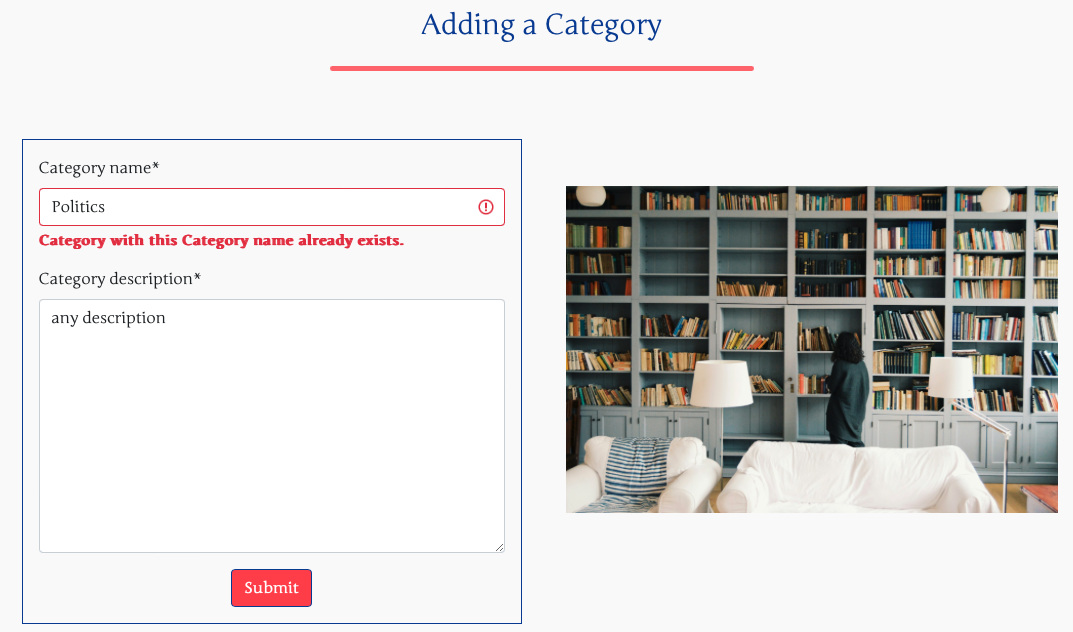 Adding a Category
Category name*
Politics
Category with this Category name already exists.
Category description*
any description
Submit